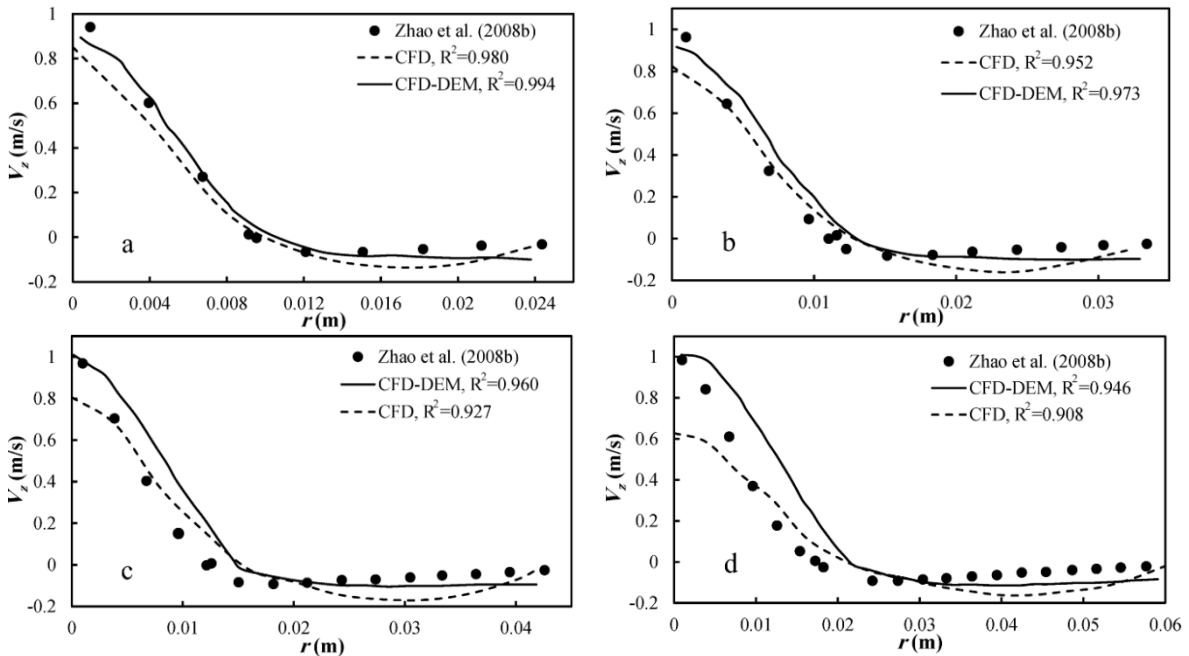 1
0.8
0.6
0.4
0.2
0
-0.2
V_z (m/s)
Zhao et al. (2008b)
CFD, R²=0.980
CFD-DEM, R²=0.994
a
0 0.004 0.008 0.012 0.016 0.02 0.024
r (m)
1
0.8
0.6
0.4
0.2
0
-0.2
V_z (m/s)
Zhao et al. (2008b)
CFD, R²=0.952
CFD-DEM, R²=0.973
b
0 0.01 0.02 0.03
r (m)
1
0.8
0.6
0.4
0.2
0
-0.2
V_z (m/s)
Zhao et al. (2008b)
CFD-DEM, R²=0.960
CFD, R²=0.927
c
0 0.01 0.02 0.03 0.04
r (m)
1
0.8
0.6
0.4
0.2
0
-0.2
V_z (m/s)
Zhao et al. (2008b)
CFD-DEM, R²=0.946
CFD, R²=0.908
d
0 0.01 0.02 0.03 0.04 0.05 0.06
r (m)